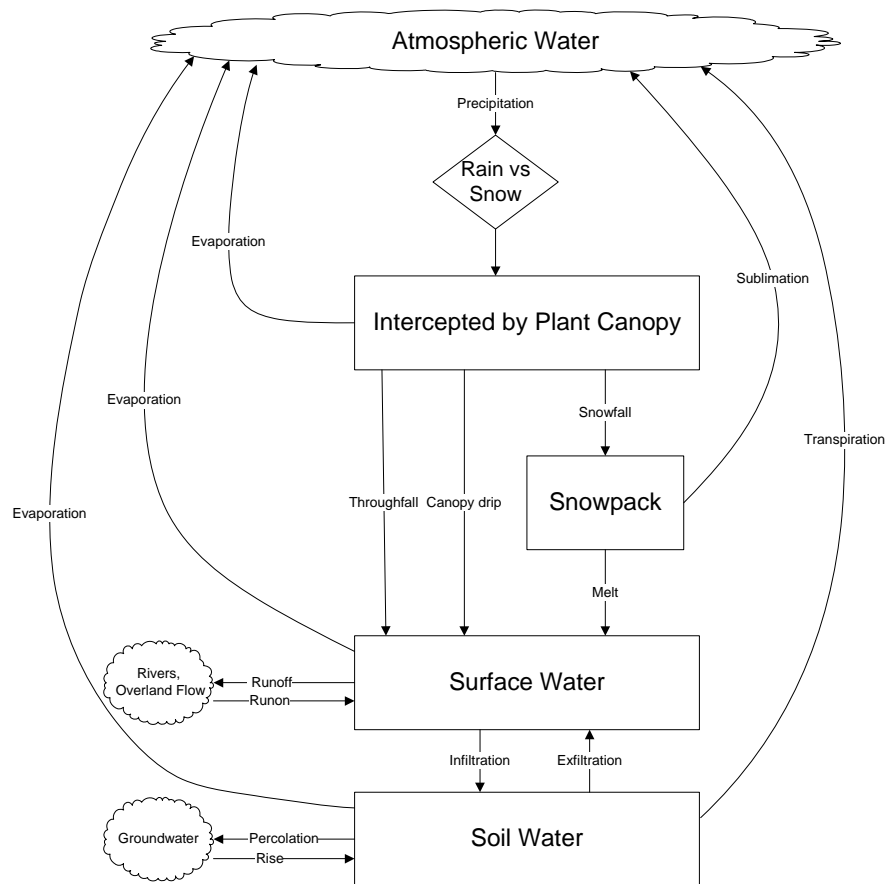 Atmospheric Water
Precipitation
Rain vs
Snow
Evaporation
Sublimation
Intercepted by Plant Canopy
Evaporation
Snowfall
Transpiration
Throughfall
Canopy drip
Snowpack
Evaporation
Melt
Rivers,
Overland Flow
Runoff
Runon
Surface Water
Infiltration
Exfiltration
Groundwater
Percolation
Rise
Soil Water